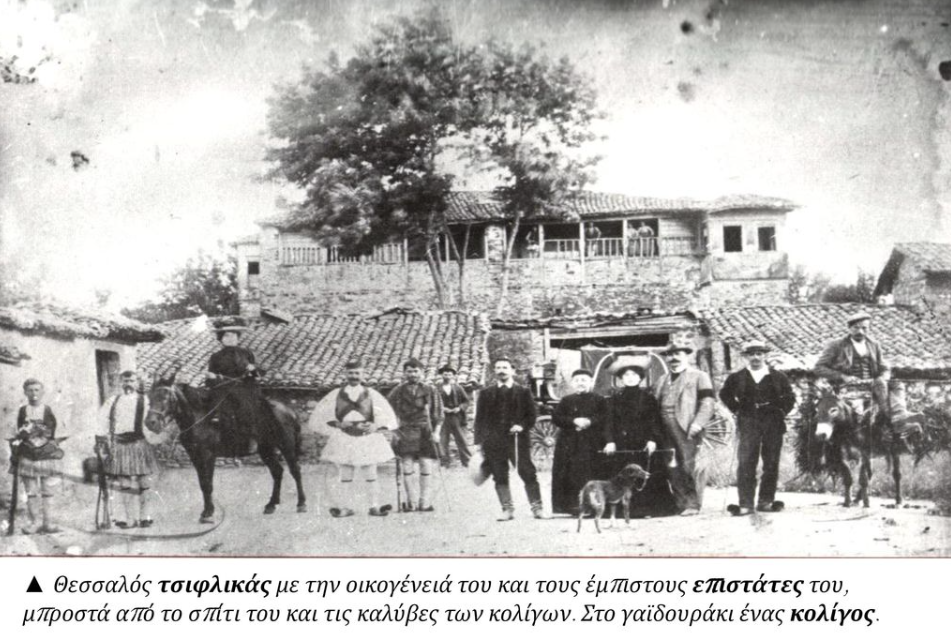 ▲ Θεσσαλός τσιφλικάς με την οικογένειά του και τους έμπιστους επιστάτες του,
μπροστά από το σπίτι του και τις καλύβες των κολίγων. Στο γαϊδουράκι ένας κολίγος.